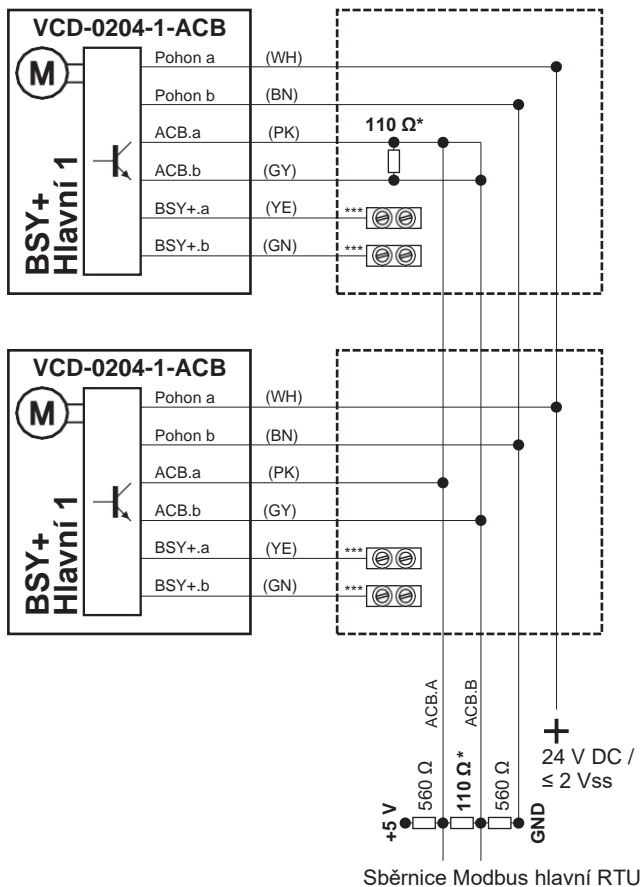 VCD-0204-1-ACB
M
BSY+
Hlavní 1
Pohon a (WH)
Pohon b (BN)
ACB.a (PK)
110 Ω*
ACB.b (GY)
BSY+.a (YE) ***
BSY+.b (GN) ***
VCD-0204-1-ACB
M
BSY+
Hlavní 1
Pohon a (WH)
Pohon b (BN)
ACB.a (PK)
ACB.b (GY)
BSY+.a (YE) ***
BSY+.b (GN) ***
ACB.A
ACB.B
+
24 V DC /
≤ 2 Vss
+5 V
560 Ω
110 Ω*
560 Ω
GND
Sběrnice Modbus hlavní RTU